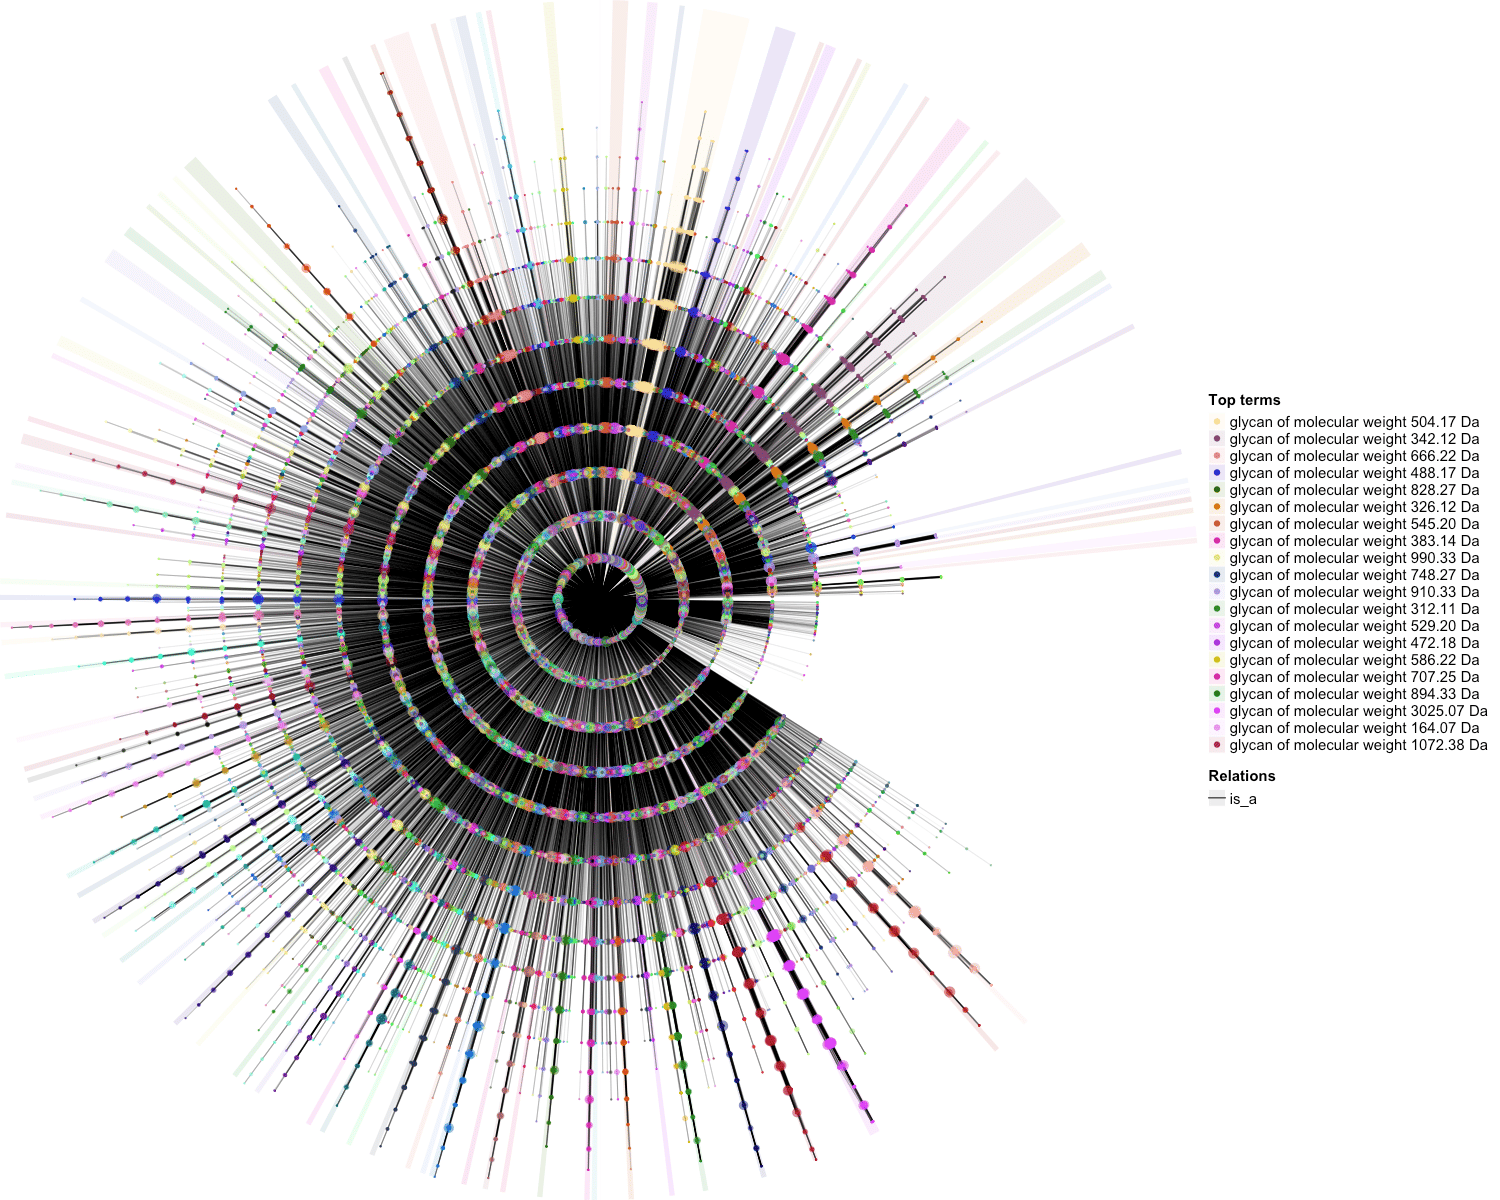 Top terms
glycan of molecular weight 504.17 Da
glycan of molecular weight 342.12 Da
glycan of molecular weight 666.22 Da
glycan of molecular weight 488.17 Da
glycan of molecular weight 828.27 Da
glycan of molecular weight 326.12 Da
glycan of molecular weight 545.20 Da
glycan of molecular weight 383.14 Da
glycan of molecular weight 990.33 Da
glycan of molecular weight 748.27 Da
glycan of molecular weight 910.33 Da
glycan of molecular weight 312.11 Da
glycan of molecular weight 529.20 Da
glycan of molecular weight 472.18 Da
glycan of molecular weight 586.22 Da
glycan of molecular weight 707.25 Da
glycan of molecular weight 894.33 Da
glycan of molecular weight 3025.07 Da
glycan of molecular weight 164.07 Da
glycan of molecular weight 1072.38 Da
Relations
is_a